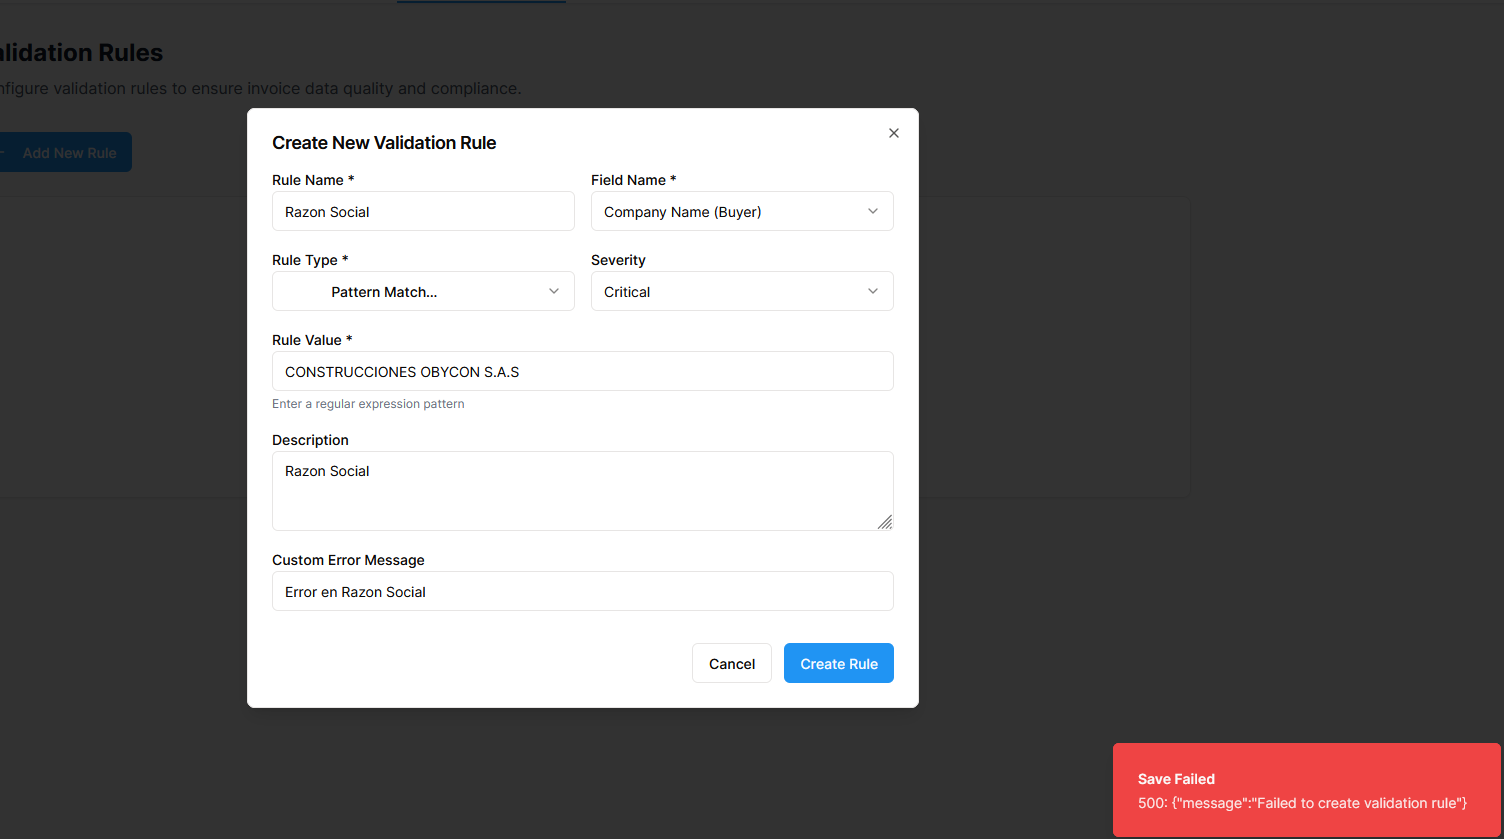 alidation Rules
nfigure validation rules to ensure invoice data quality and compliance.
Add New Rule
Create New Validation Rule
Rule Name *
Field Name *
Razon Social
Company Name (Buyer)
Rule Type *
Severity
Pattern Match...
Critical
Rule Value *
CONSTRUCCIONES OBYCON S.A.S
Enter a regular expression pattern
Description
Razon Social
Custom Error Message
Error en Razon Social
Cancel
Create Rule
Save Failed
500: {"message":"Failed to create validation rule"}